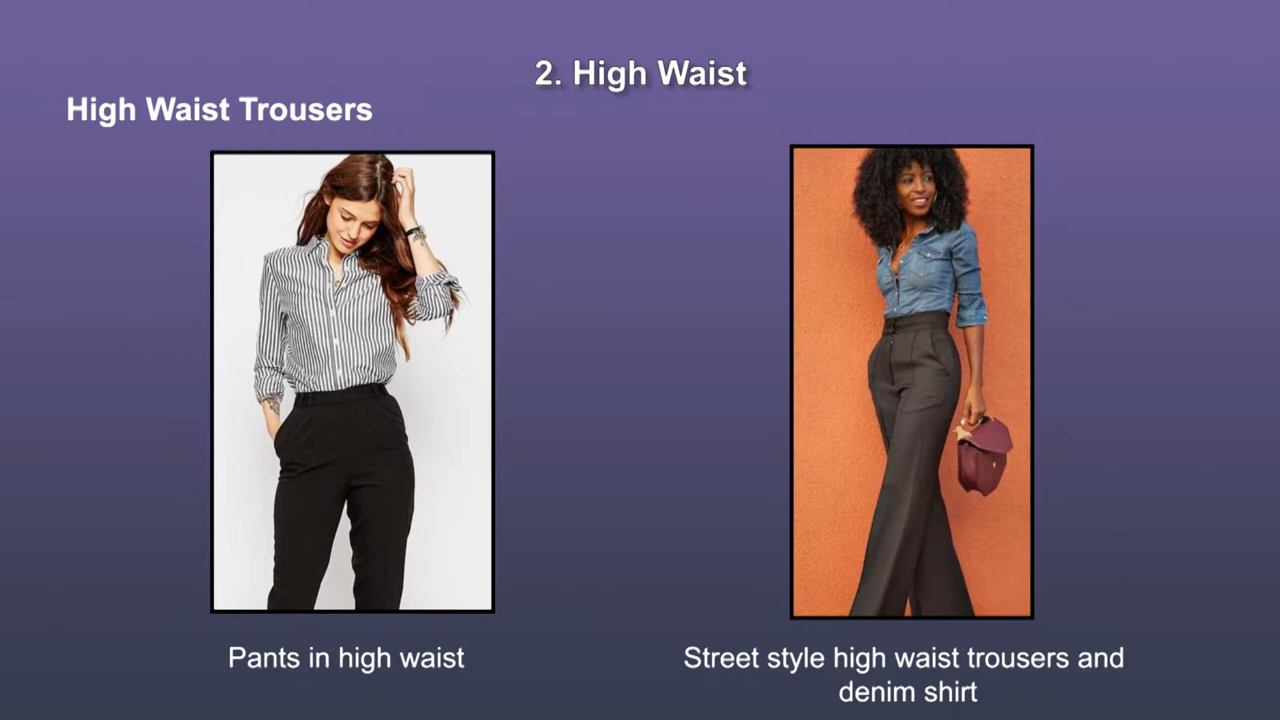 2. High Waist
High Waist Trousers
Pants in high waist
Street style high waist trousers and
denim shirt